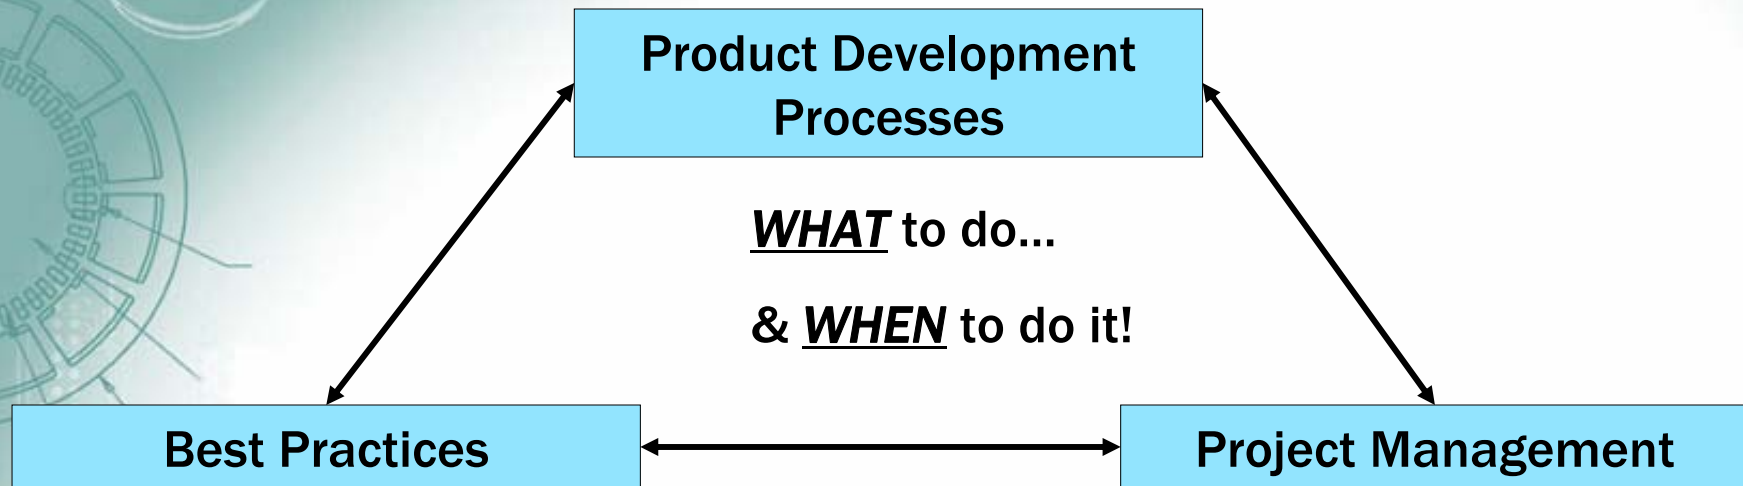 Product Development
Processes
WHAT to do...
& WHEN to do it!
Best Practices
Project Management